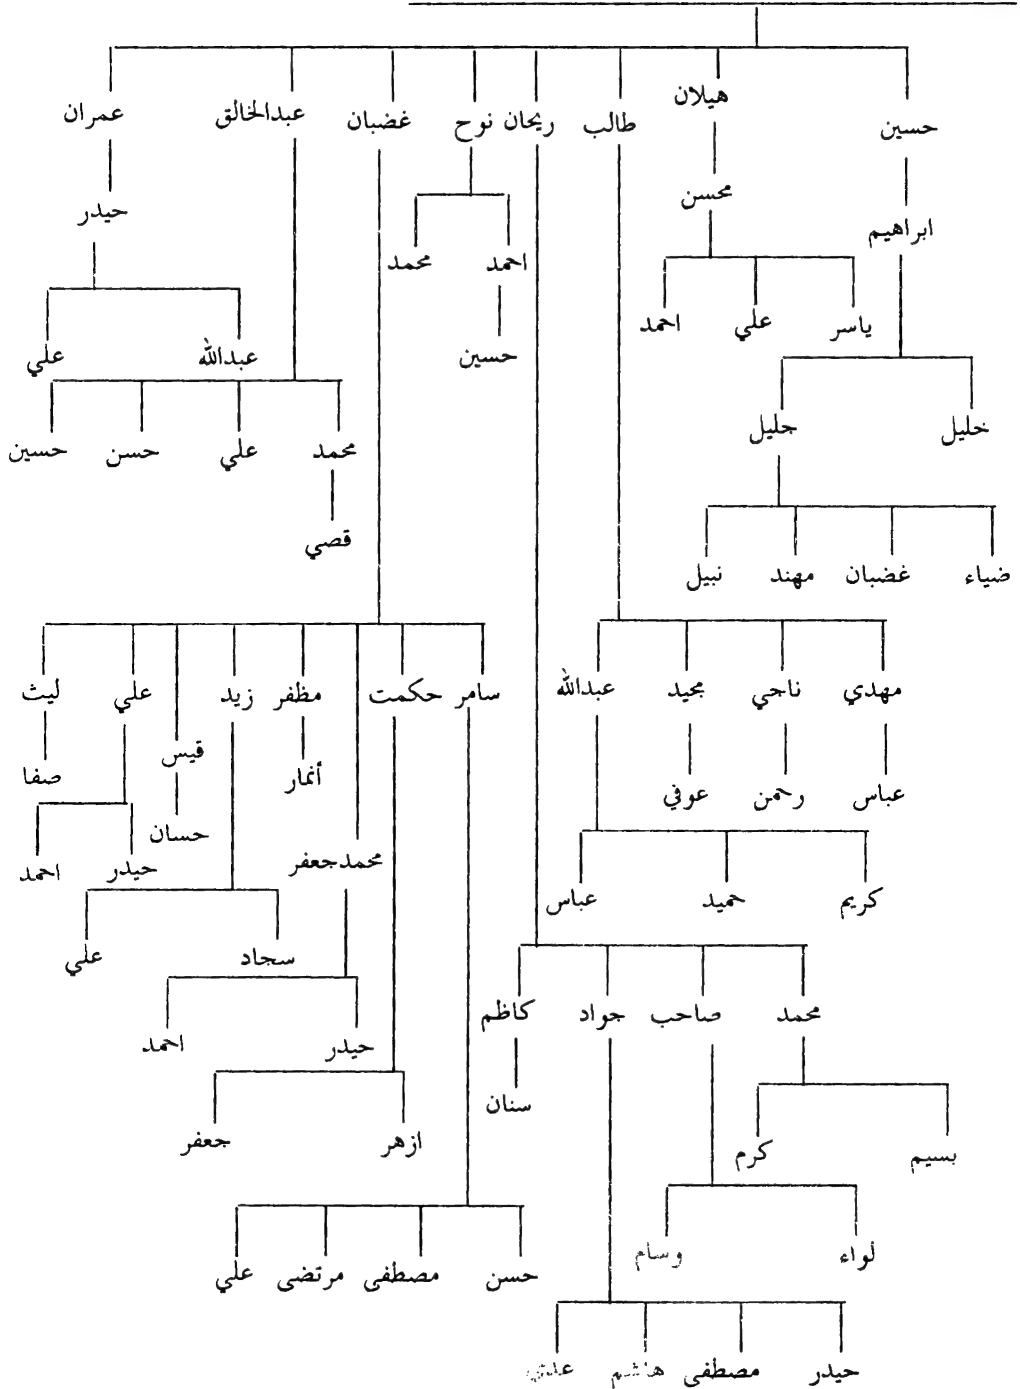 هيلان
حسين طالب ريحان نوح غضبان عبدالخالق عمران
محسن
ابراهيم حيدر
احمد محمد
ياسر علي احمد
حسين عبدالله علي
خليل جليل
محمد علي حسن حسين
قصي
ضياء غضبان مهند نبيل
مهدي ناجي مجيد عبدالله سامر حكمت مظفر زيد علي ليث
قيس
عباس رحمن عوفي أنمار صفا
حسان
محمدجعفر حيدر احمد
كريم حميد عباس
سجاد علي
محمد صاحب جواد كاظم
حيدر احمد
سنان
بسيم كرم ازهر جعفر
لواء وسام
حسن مصطفى مرتضى علي
حيدر مصطفى هاشم